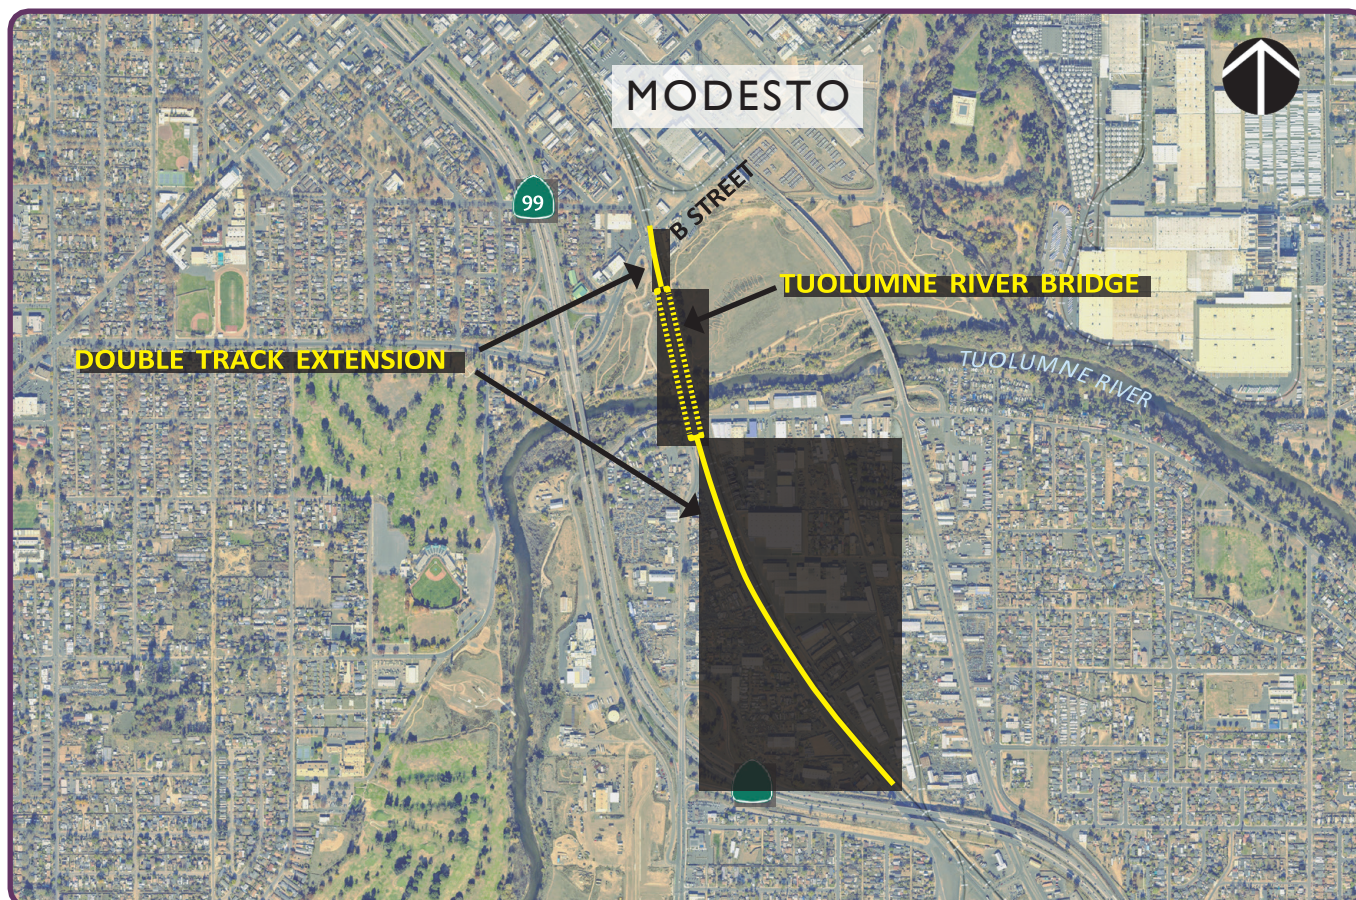 MODESTO
99
B STREET
TUOLUMNE RIVER BRIDGE
DOUBLE TRACK EXTENSION
TUOLUMNE RIVER